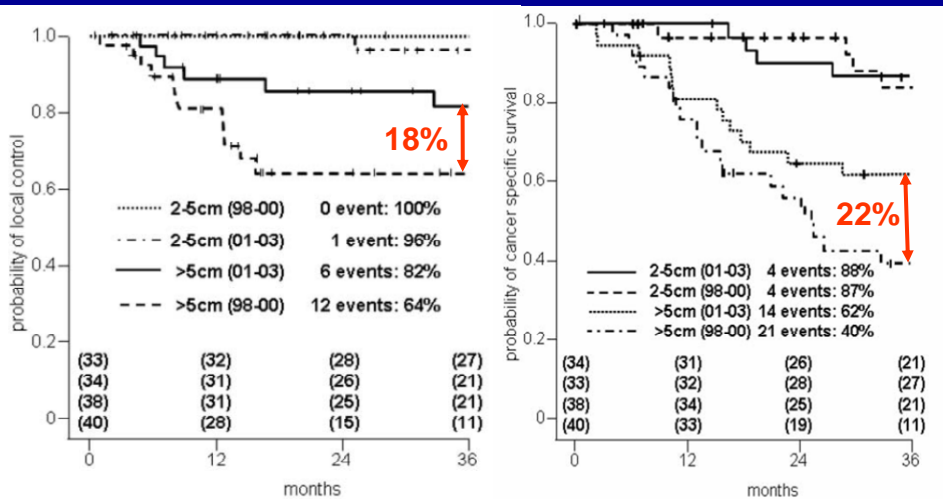 probability of local control
1.0
0.8
0.6
0.4
0.2
0
18%
2-5cm (98-00) 0 event: 100%
2-5cm (01-03) 1 event: 96%
>5cm (01-03) 6 events: 82%
>5cm (98-00) 12 events: 64%
(33) (32) (28) (27)
(34) (31) (26) (21)
(38) (31) (25) (21)
(40) (28) (15) (11)
0 12 24 36
months
probability of cancer specific survival
1.0
0.8
0.6
0.4
0.2
0
22%
2-5cm (01-03) 4 events: 88%
2-5cm (98-00) 4 events: 87%
>5cm (01-03) 14 events: 62%
>5cm (98-00) 21 events: 40%
(34) (31) (26) (21)
(33) (32) (28) (27)
(38) (34) (25) (21)
(40) (33) (19) (11)
0 12 24 36
months